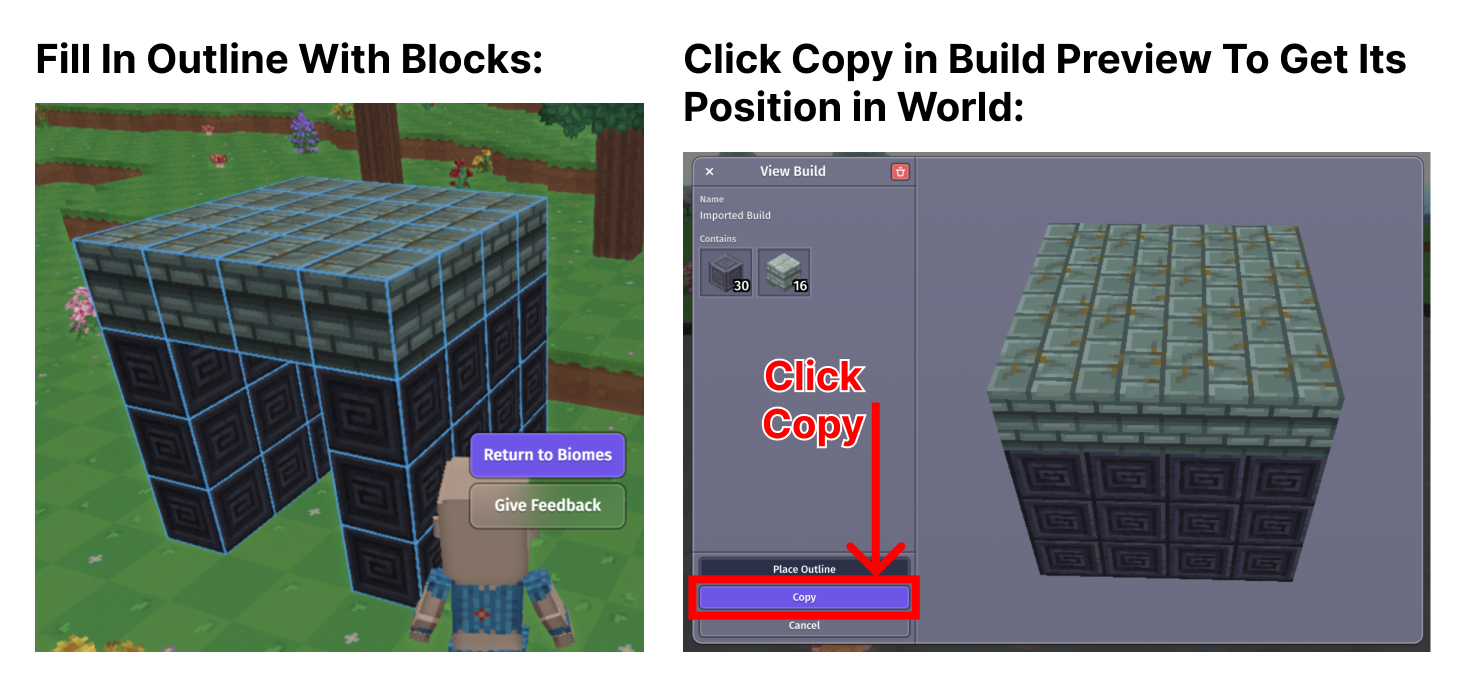 Fill In Outline With Blocks:
Click Copy in Build Preview To Get Its
Position in World:
Return to Biomes
Give Feedback
× View Build
Name
Imported Build
Contains
30 16
Click
Copy
Place Outline
Copy
Cancel